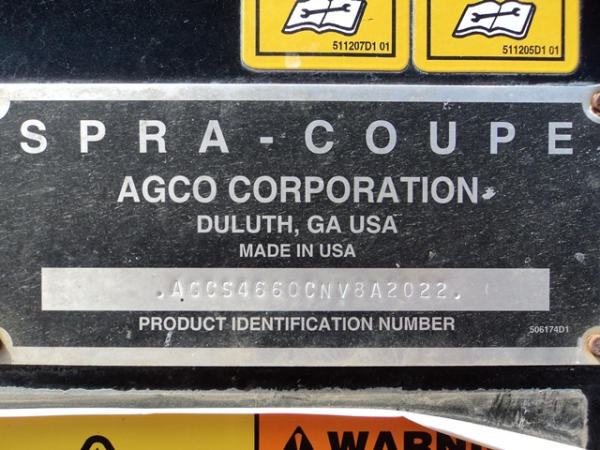 511207D1 01
511205D1 01
SPRA-COUPE
AGCO CORPORATION
DULUTH, GA USA
MADE IN USA
.AGCS4660CNV8A2022.
PRODUCT IDENTIFICATION NUMBER
506174D1